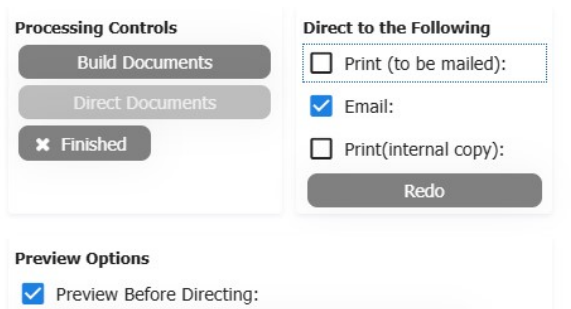 Processing Controls
Build Documents
Direct Documents
Finished
Direct to the Following
Print (to be mailed):
Email:
Print(internal copy):
Redo
Preview Options
Preview Before Directing: